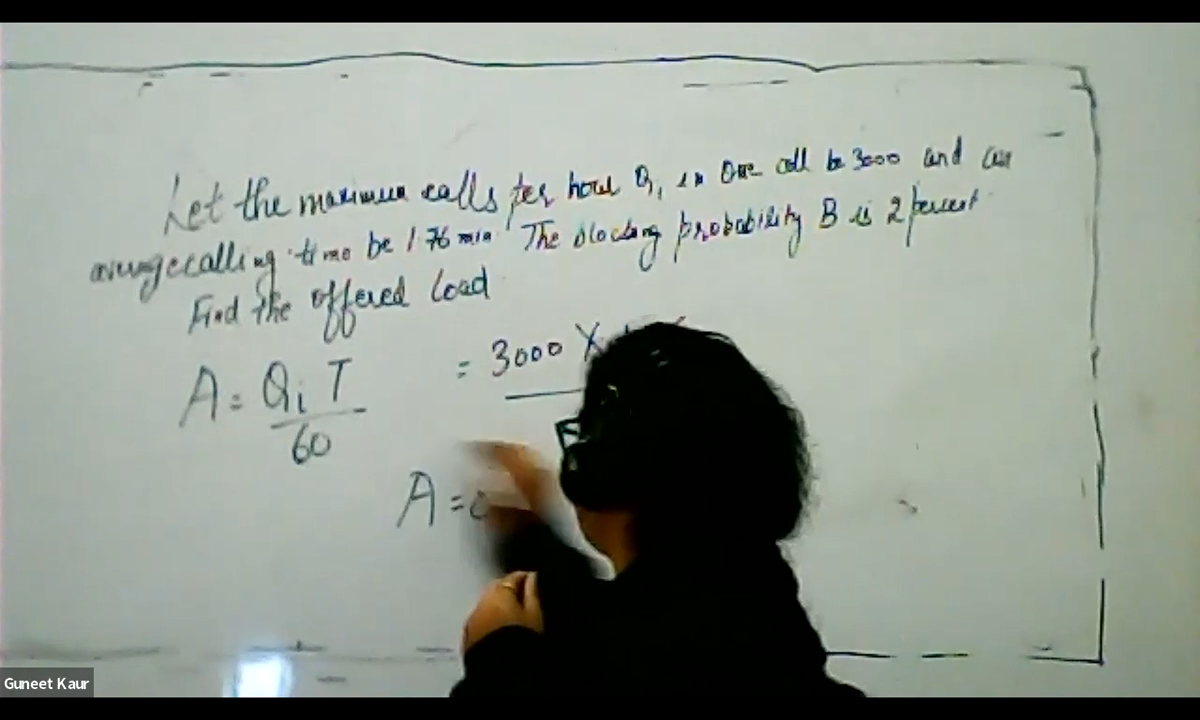 Let the maximum calls per hour Qi in one cell be 3000 and an
average calling time be 1.76 min The blocking probability B is 2 percent
Find the offered load
A = Qi T = 3000 X
60
A =
Guneet Kaur